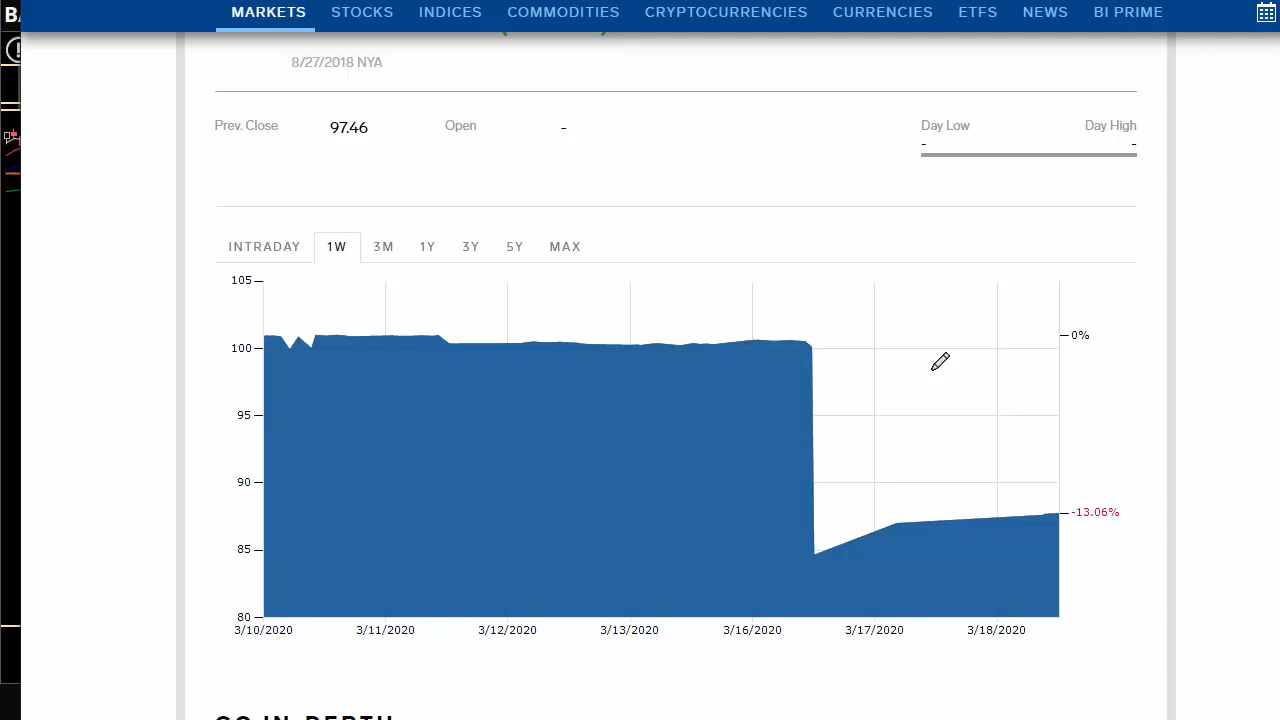 MARKETS STOCKS INDICES COMMODITIES CRYPTOCURRENCIES CURRENCIES ETFS NEWS BI PRIME
8/27/2018 NYA
Prev. Close 97.46 Open - Day Low Day High
- -
INTRADAY 1W 3M 1Y 3Y 5Y MAX
105
100 0%
95
90
-13.06%
85
80
3/10/2020 3/11/2020 3/12/2020 3/13/2020 3/16/2020 3/17/2020 3/18/2020
GO IN-DEPTH